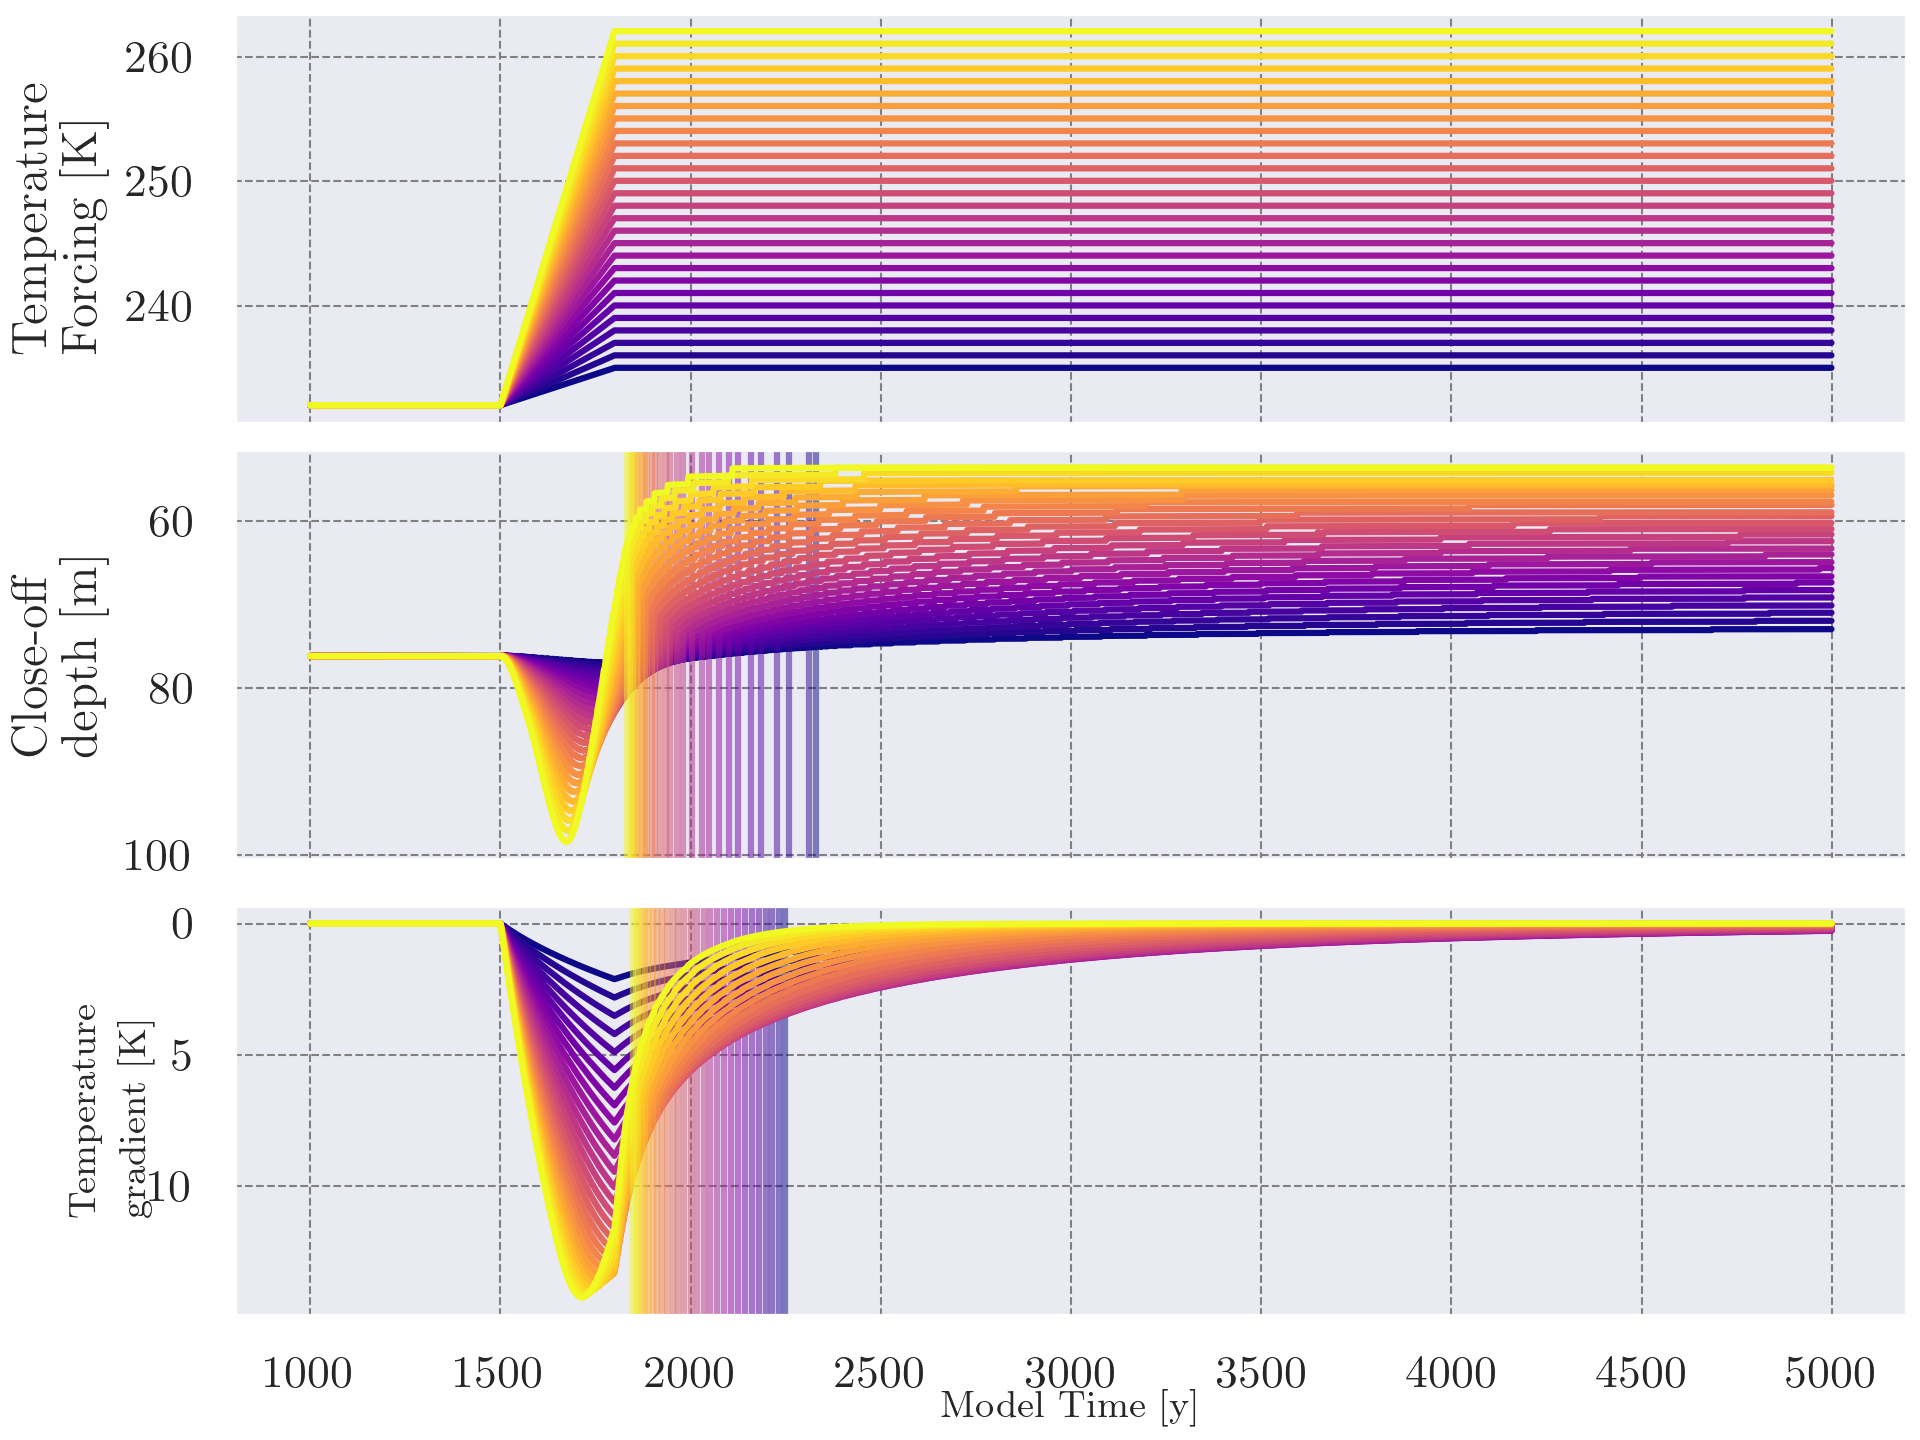 Temperature
Forcing [K]
260
250
240
Close-off
depth [m]
60
80
100
Temperature
gradient [K]
0
5
10
1000 1500 2000 2500 3000 3500 4000 4500 5000
Model Time [y]